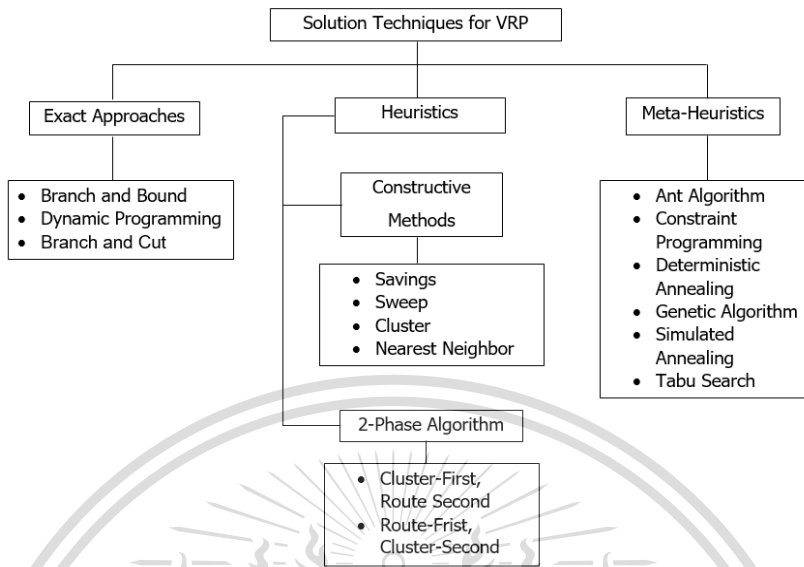 Solution Techniques for VRP
Exact Approaches
• Branch and Bound
• Dynamic Programming
• Branch and Cut
Heuristics
Constructive
Methods
• Savings
• Sweep
• Cluster
• Nearest Neighbor
2-Phase Algorithm
• Cluster-First,
Route Second
• Route-Frist,
Cluster-Second
Meta-Heuristics
• Ant Algorithm
• Constraint
Programming
• Deterministic
Annealing
• Genetic Algorithm
• Simulated
Annealing
• Tabu Search